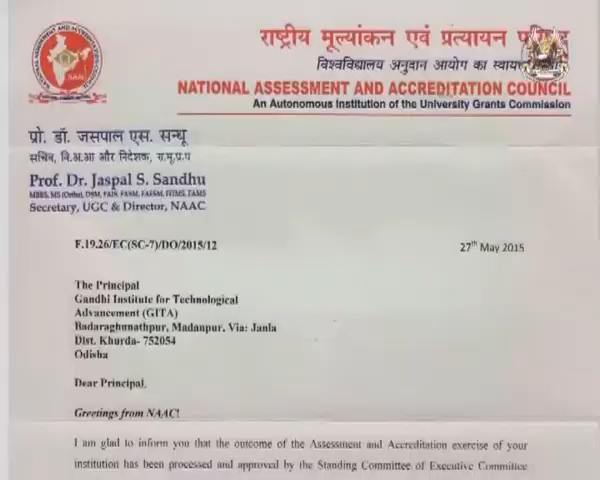 राष्ट्रीय मूल्यांकन एवं प्रत्यायन
विश्वविद्यालय अनुदान आयोग का
NATIONAL ASSESSMENT AND ACCREDITATION COUNCIL
An Autonomous Institution of the University Grants Commission
प्रो. डॉ. जसपाल एस. सन्धू
सचिव, वि.अ.आ और निदेशक, रा.मू.प्र.प
Prof. Dr. Jaspal S. Sandhu
Secretary, UGC & Director, NAAC
F.19.26/EC(SC-7)/DO/2015/12
27th May 2015
The Principal
Gandhi Institute for Technological
Advancement (GITA)
Badaraghunathpur, Madanpur, Via: Janla
Dist. Khurda- 752054
Odisha
Dear Principal,
Greetings from NAAC!
I am glad to inform you that the outcome of the Assessment and Accreditation exercise of your
institution has been processed and approved by the Standing Committee of Executive Committee